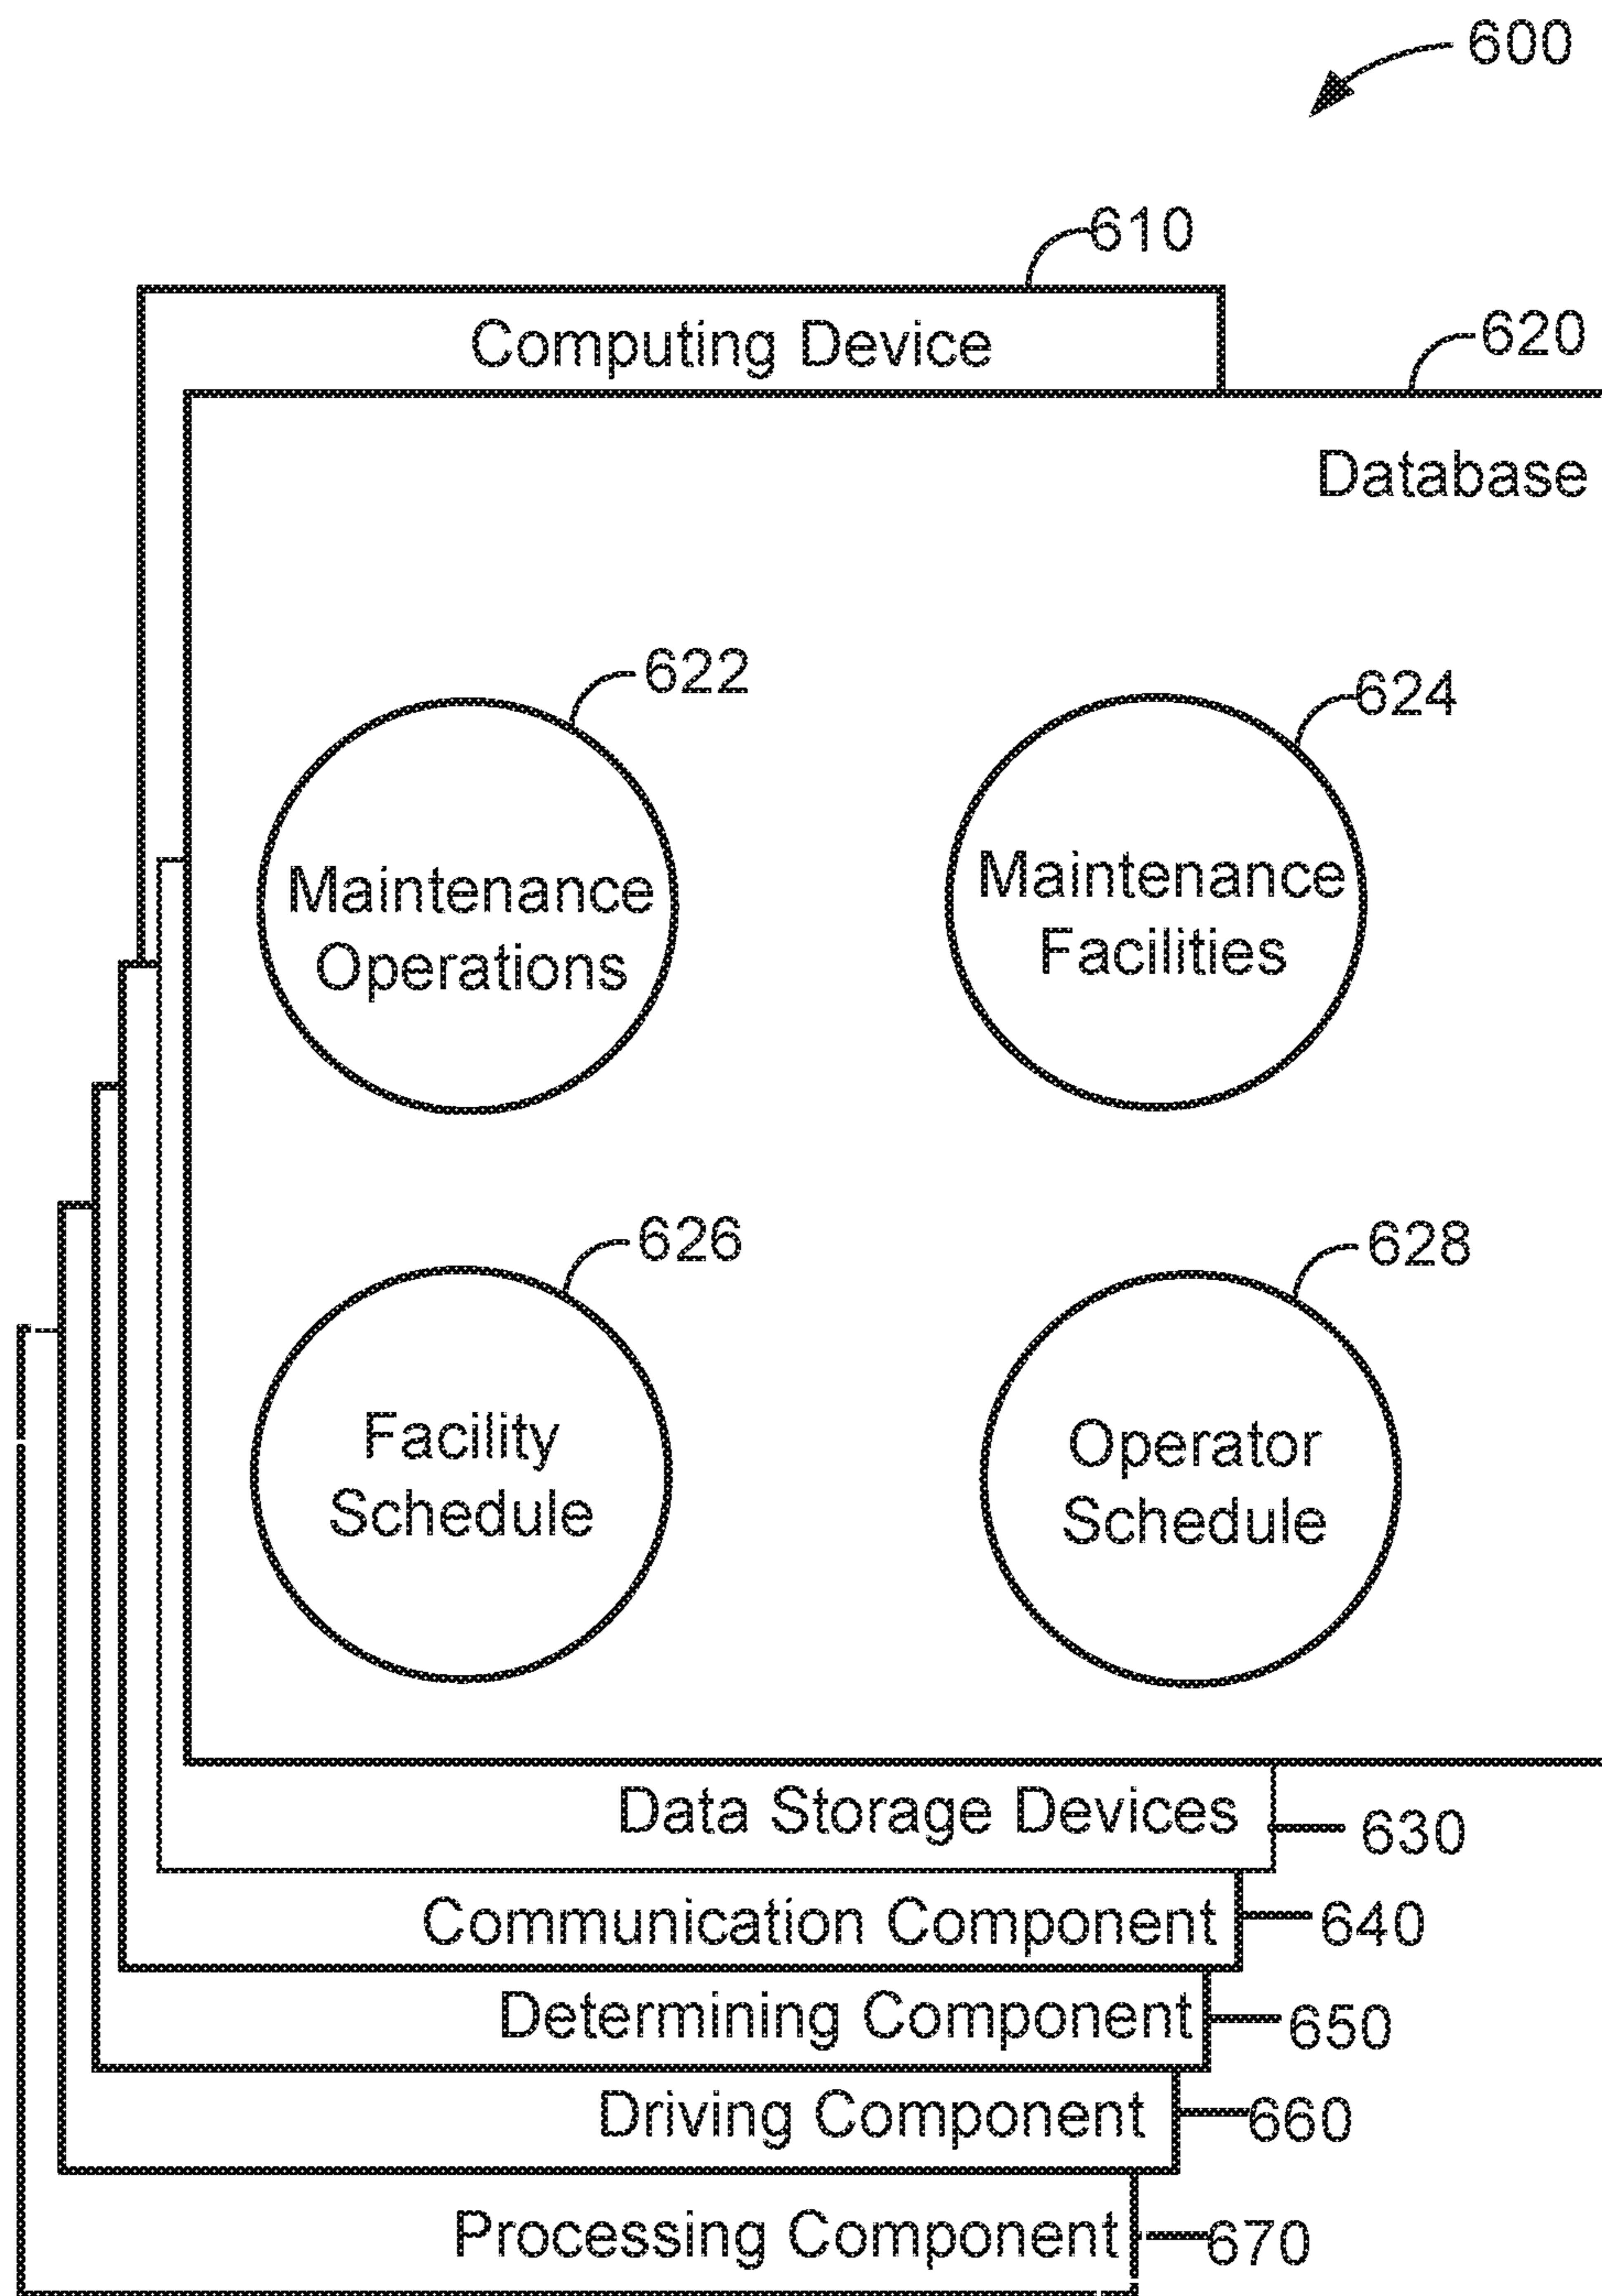 600
610
Computing Device
620
Database
622
624
Maintenance
Operations
Maintenance
Facilities
626
628
Facility
Schedule
Operator
Schedule
Data Storage Devices
630
Communication Component
640
Determining Component
650
Driving Component
660
Processing Component
670